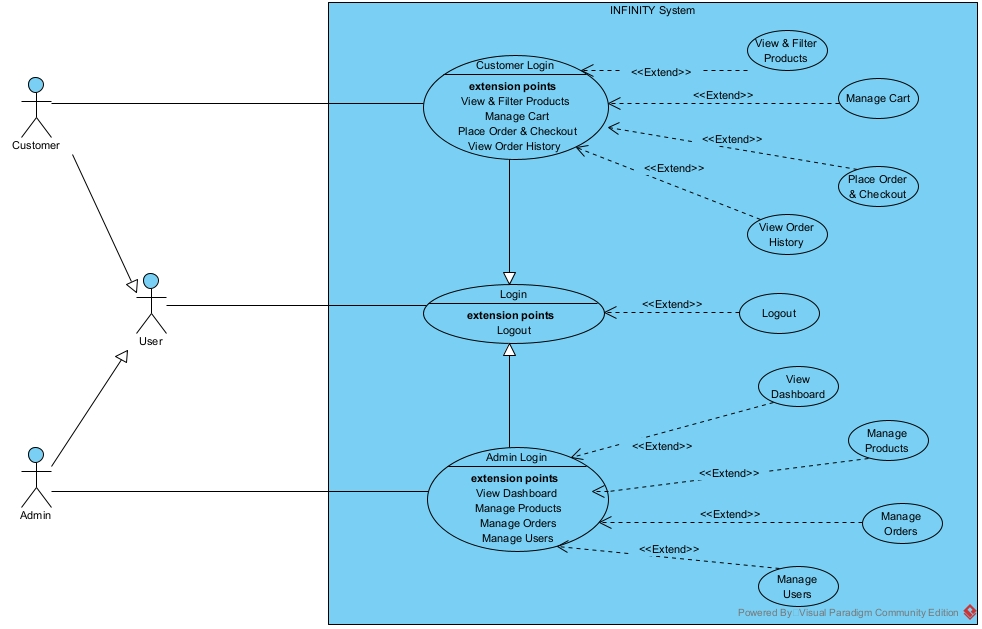 INFINITY System
Customer Login
extension points
View & Filter Products
Manage Cart
Place Order & Checkout
View Order History
<<Extend>>
View & Filter
Products
<<Extend>>
Manage Cart
<<Extend>>
Place Order
& Checkout
<<Extend>>
View Order
History
Customer
User
Login
extension points
Logout
<<Extend>>
Logout
Admin
Admin Login
extension points
View Dashboard
Manage Products
Manage Orders
Manage Users
<<Extend>>
View
Dashboard
<<Extend>>
Manage
Products
<<Extend>>
Manage
Orders
<<Extend>>
Manage
Users
Powered By: Visual Paradigm Community Edition